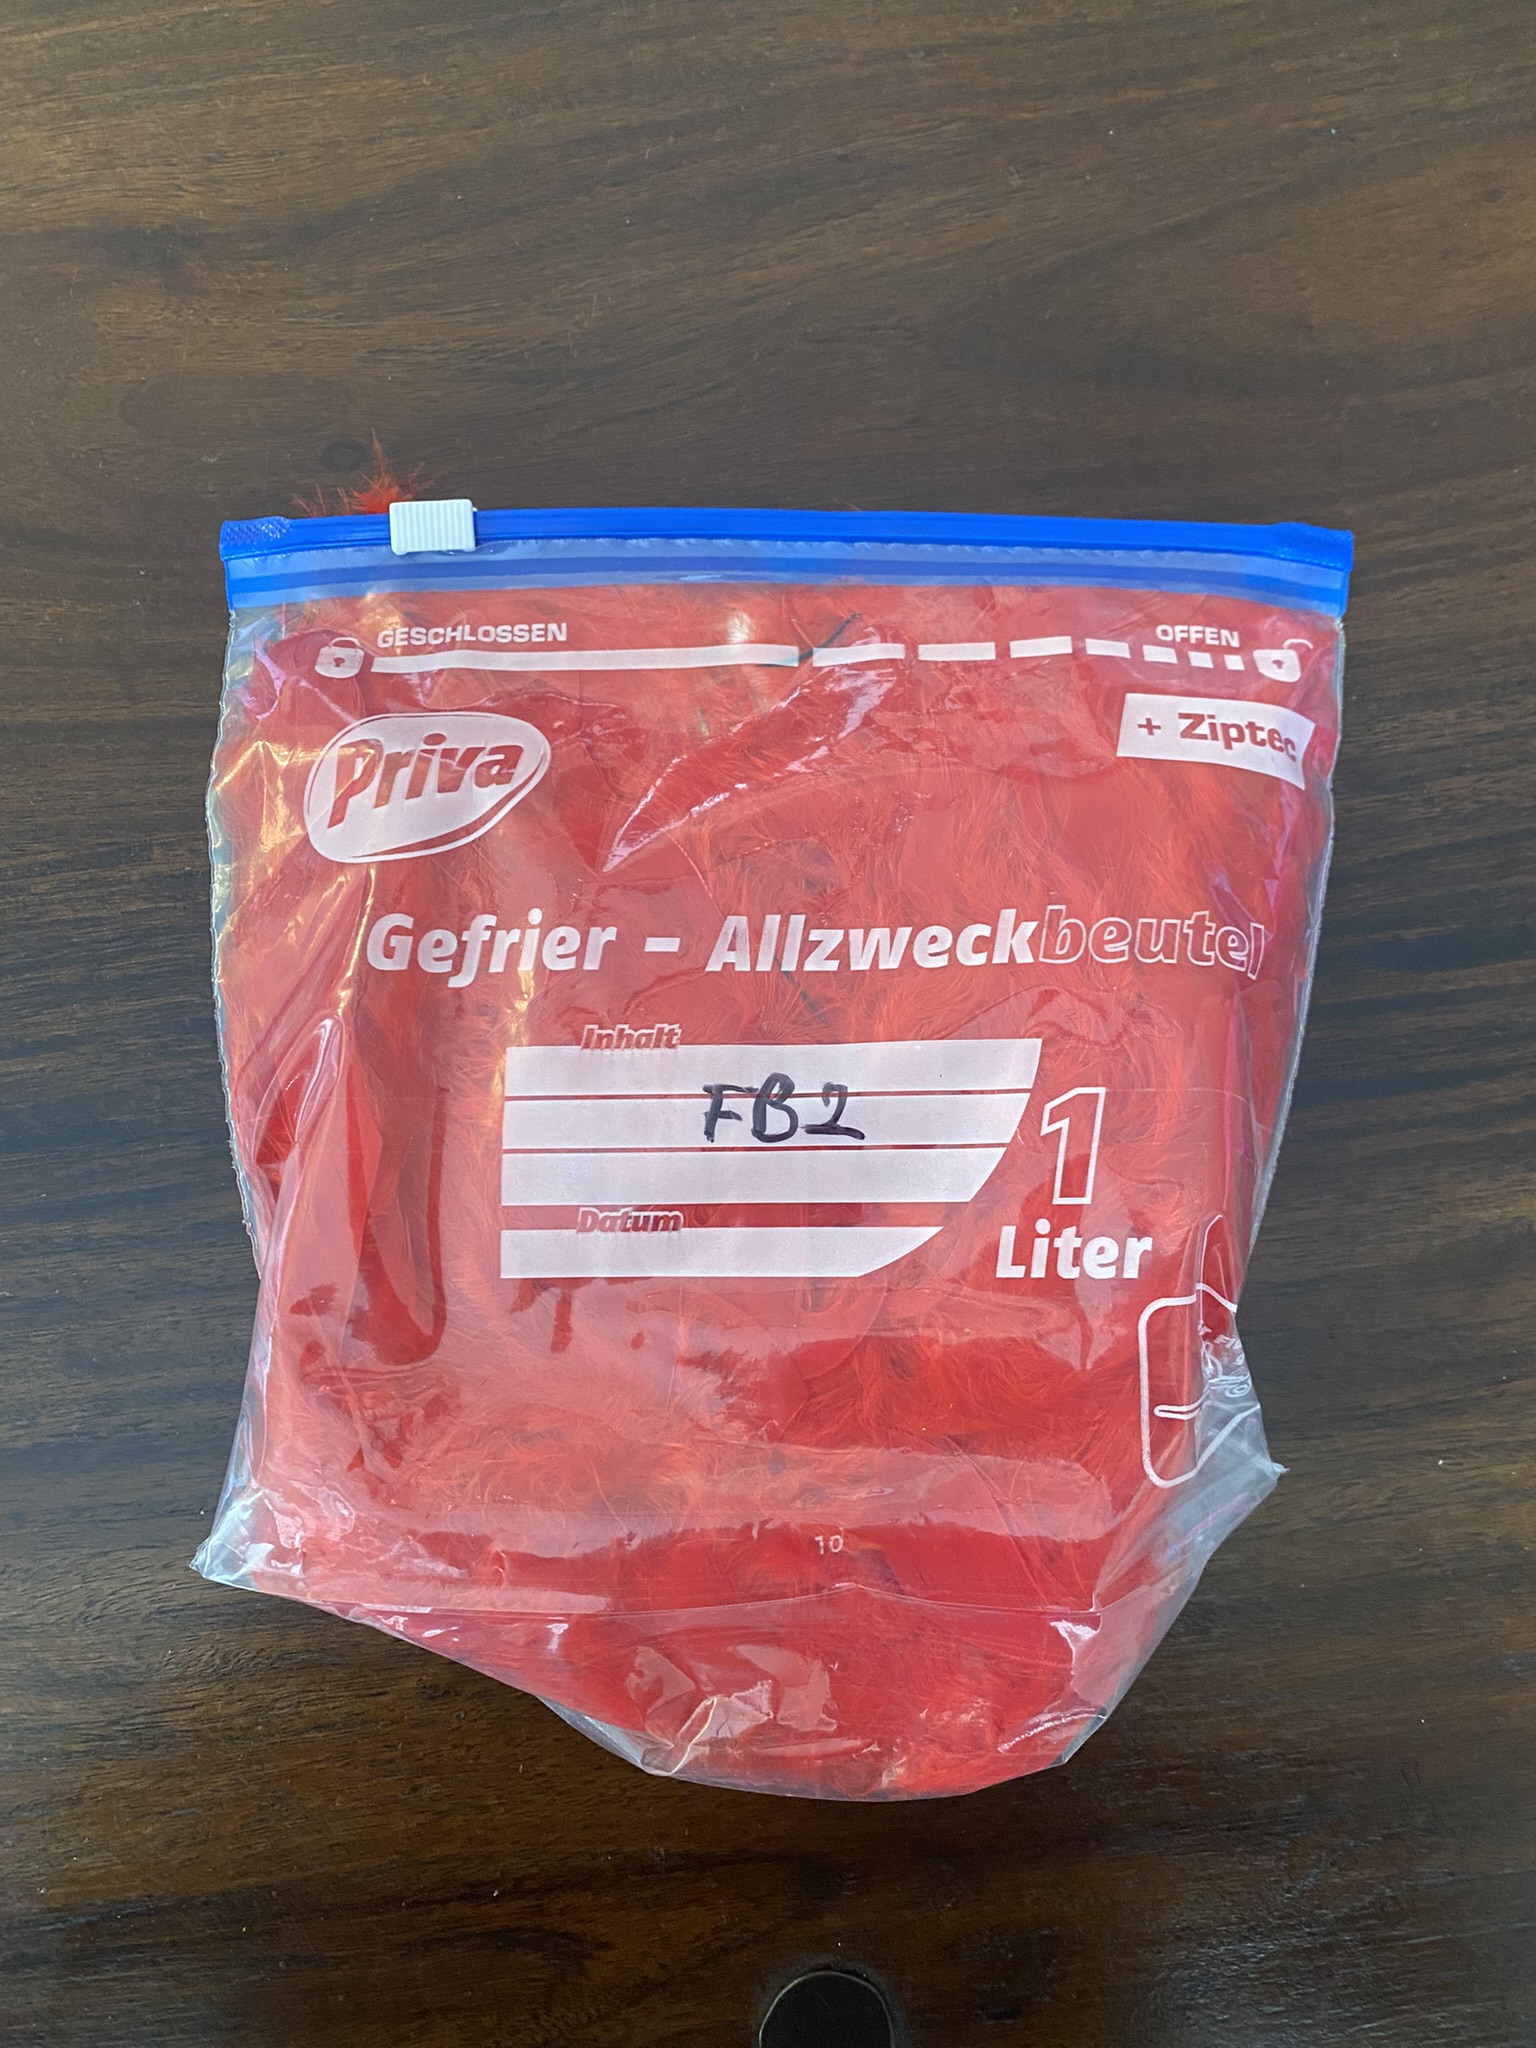 GESCHLOSSEN
OFFEN
Priva
+ Ziptec
Gefrier - Allzweckbeutel
Inhalt
FB2
1
Liter
Datum
10